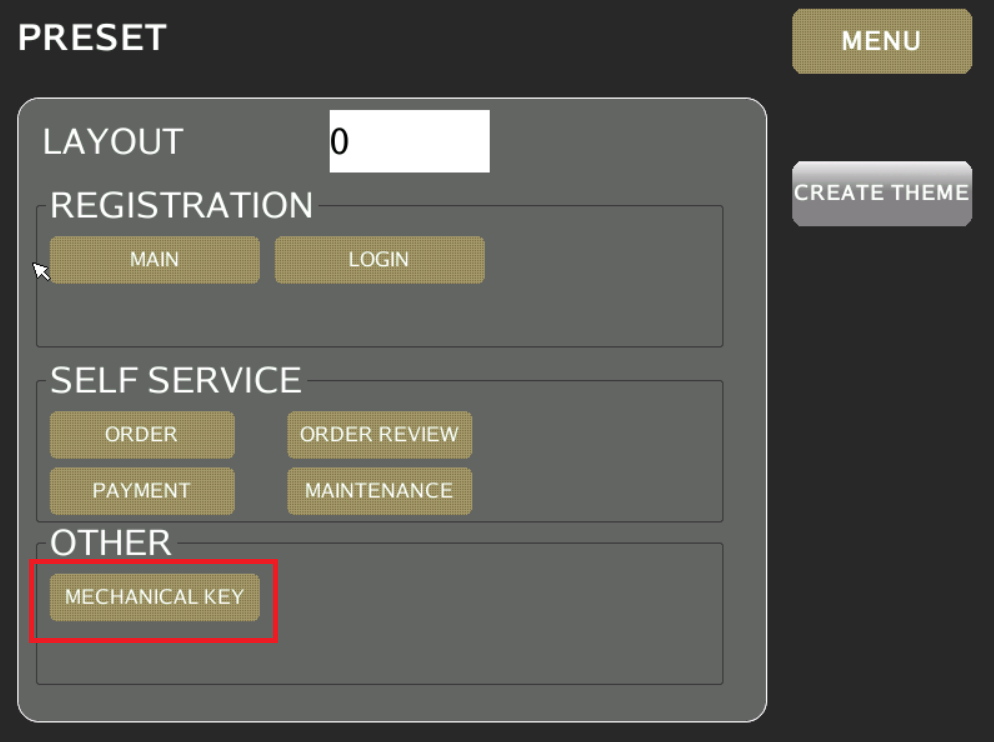 PRESET
MENU
LAYOUT 0
CREATE THEME
REGISTRATION
MAIN LOGIN
SELF SERVICE
ORDER ORDER REVIEW
PAYMENT MAINTENANCE
OTHER
MECHANICAL KEY